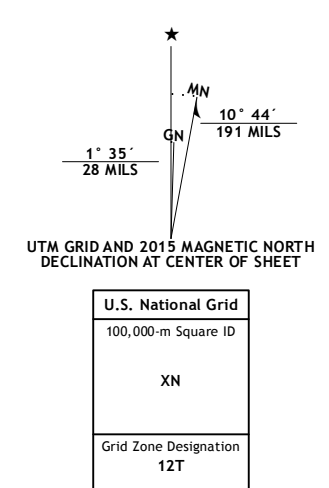 ★
MN
GN
10° 44´
191 MILS
1° 35´
28 MILS
UTM GRID AND 2015 MAGNETIC NORTH
DECLINATION AT CENTER OF SHEET
U.S. National Grid
100,000-m Square ID
XN
Grid Zone Designation
12T